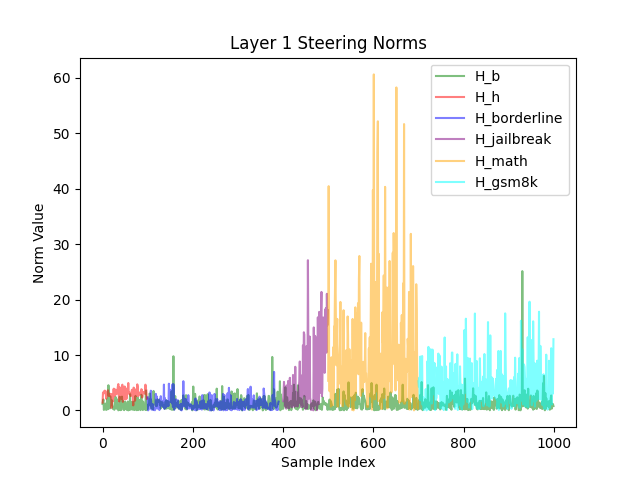 Layer 1 Steering Norms
H_b
H_h
H_borderline
H_jailbreak
H_math
H_gsm8k
60
50
40
30
20
10
0
Norm Value
0 200 400 600 800 1000
Sample Index